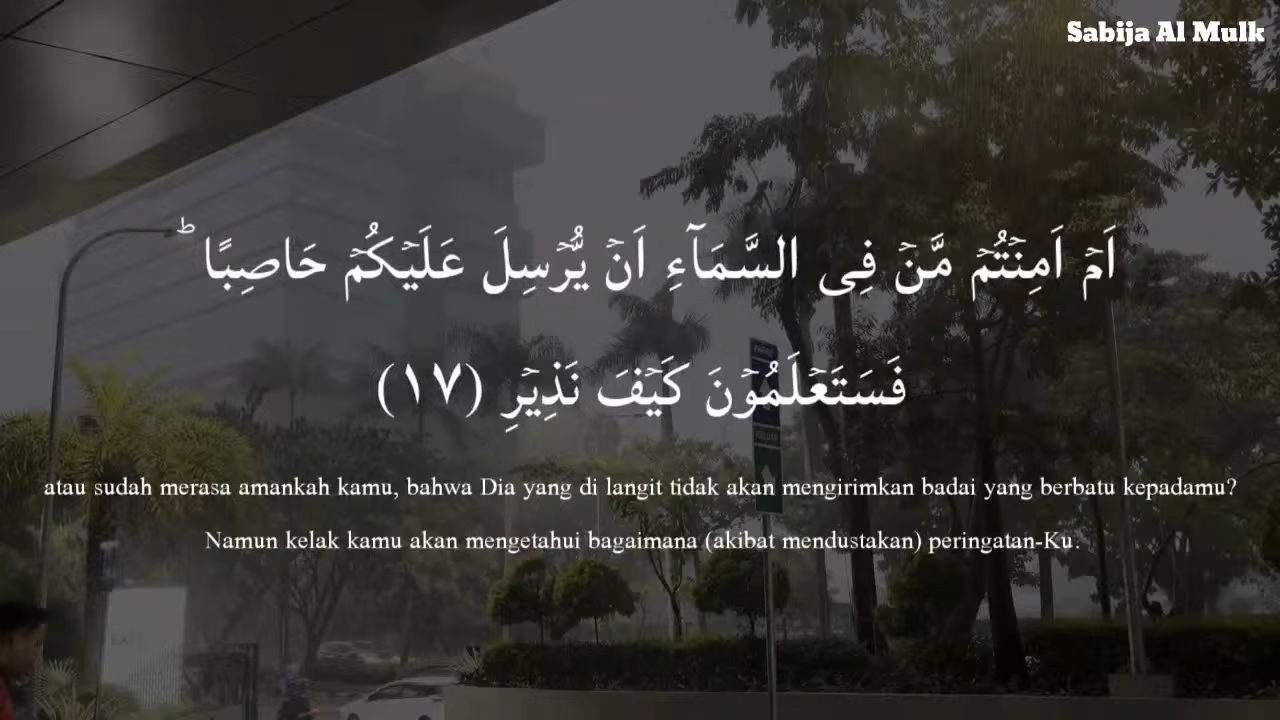 Sabija Al Mulk
اَمۡ اَمِنۡتُمۡ مَّنۡ فِى السَّمَآءِ اَنۡ يُّرۡسِلَ عَلَيۡكُمۡ حَاصِبًا ؕ
فَسَتَعۡلَمُوۡنَ كَيۡفَ نَذِيۡرِ (١٧)
atau sudah merasa amankah kamu, bahwa Dia yang di langit tidak akan mengirimkan badai yang berbatu kepadamu?
Namun kelak kamu akan mengetahui bagaimana (akibat mendustakan) peringatan-Ku.